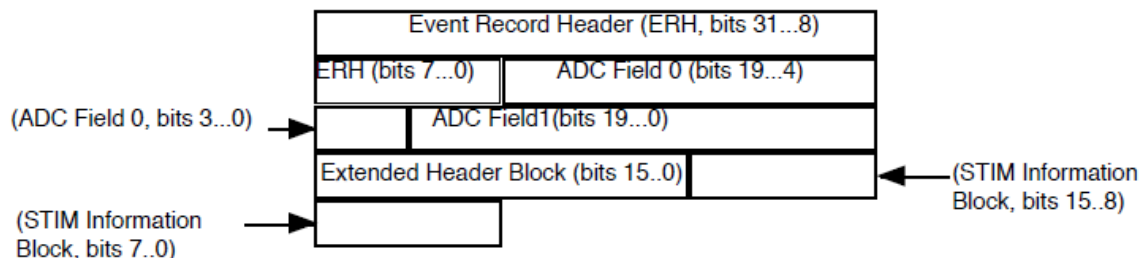 Event Record Header (ERH, bits 31...8)
ERH (bits 7...0)
ADC Field 0 (bits 19...4)
(ADC Field 0, bits 3...0)
ADC Field1(bits 19...0)
Extended Header Block (bits 15..0)
(STIM Information
Block, bits 15..8)
(STIM Information
Block, bits 7..0)